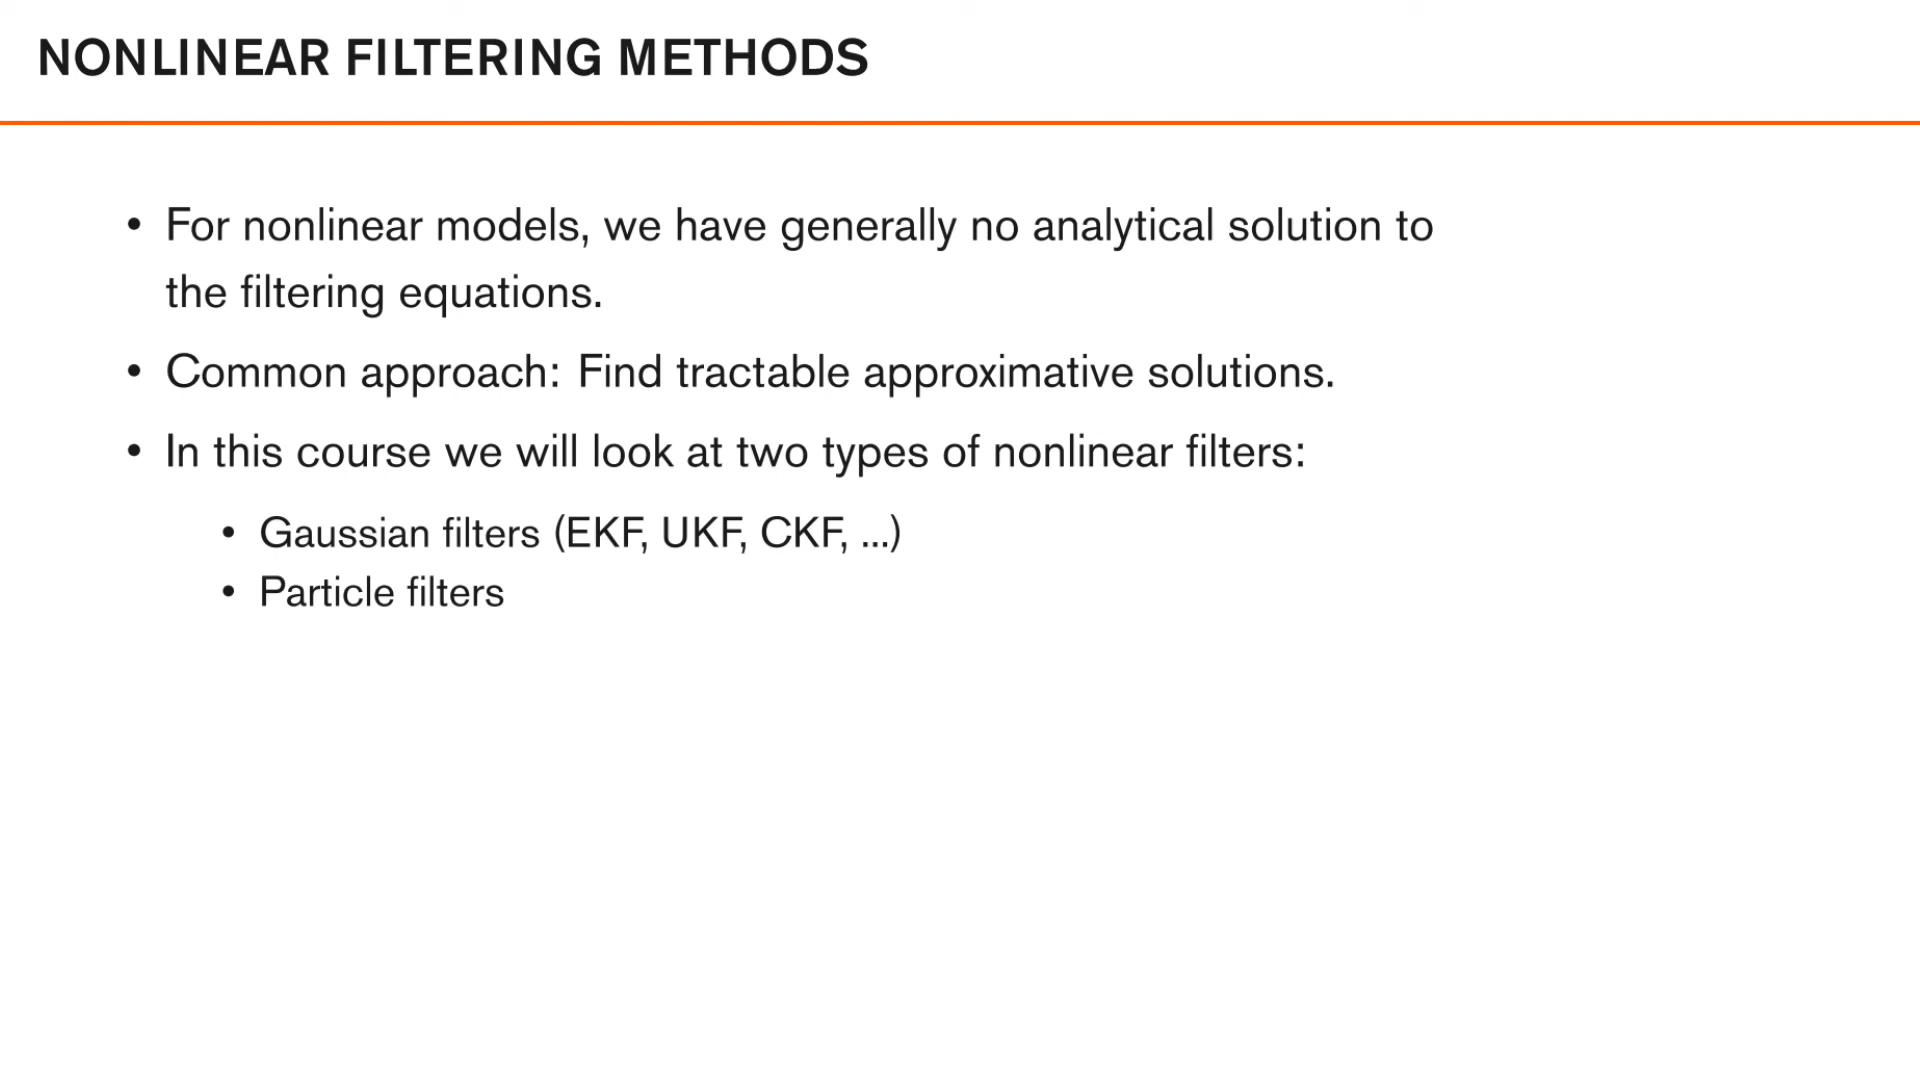 NONLINEAR FILTERING METHODS
• For nonlinear models, we have generally no analytical solution to
the filtering equations.
• Common approach: Find tractable approximative solutions.
• In this course we will look at two types of nonlinear filters:
• Gaussian filters (EKF, UKF, CKF, ...)
• Particle filters